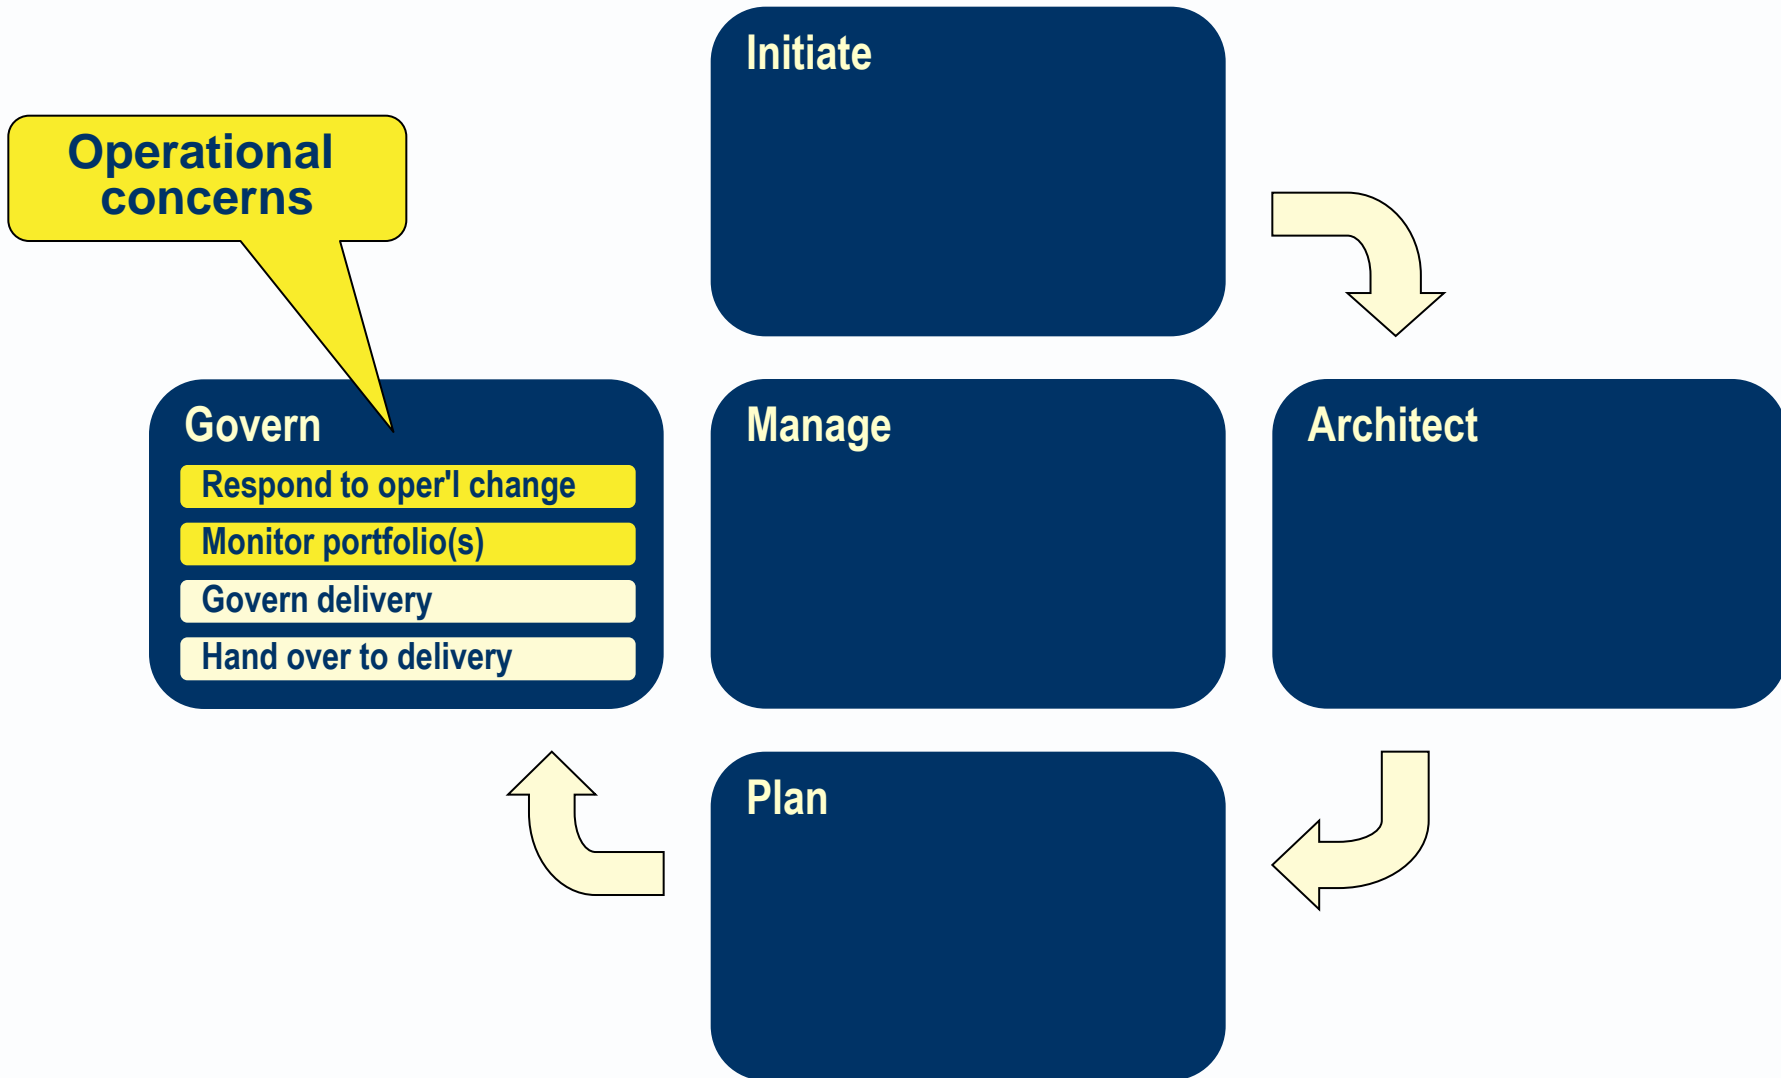 Initiate
Operational
concerns
Govern
Respond to oper'l change
Monitor portfolio(s)
Govern delivery
Hand over to delivery
Manage
Architect
Plan